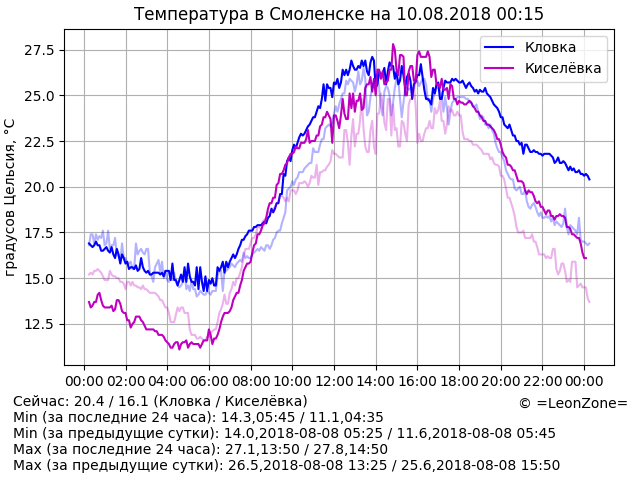 Температура в Смоленске на 10.08.2018 00:15
Кловка
Киселёвка
градусов Цельсия, °C
27.5
25.0
22.5
20.0
17.5
15.0
12.5
00:00 02:00 04:00 06:00 08:00 10:00 12:00 14:00 16:00 18:00 20:00 22:00 00:00
Сейчас: 20.4 / 16.1 (Кловка / Киселёвка)
© =LeonZone=
Min (за последние 24 часа): 14.3,05:45 / 11.1,04:35
Min (за предыдущие сутки): 14.0,2018-08-08 05:25 / 11.6,2018-08-08 05:45
Max (за последние 24 часа): 27.1,13:50 / 27.8,14:50
Max (за предыдущие сутки): 26.5,2018-08-08 13:25 / 25.6,2018-08-08 15:50